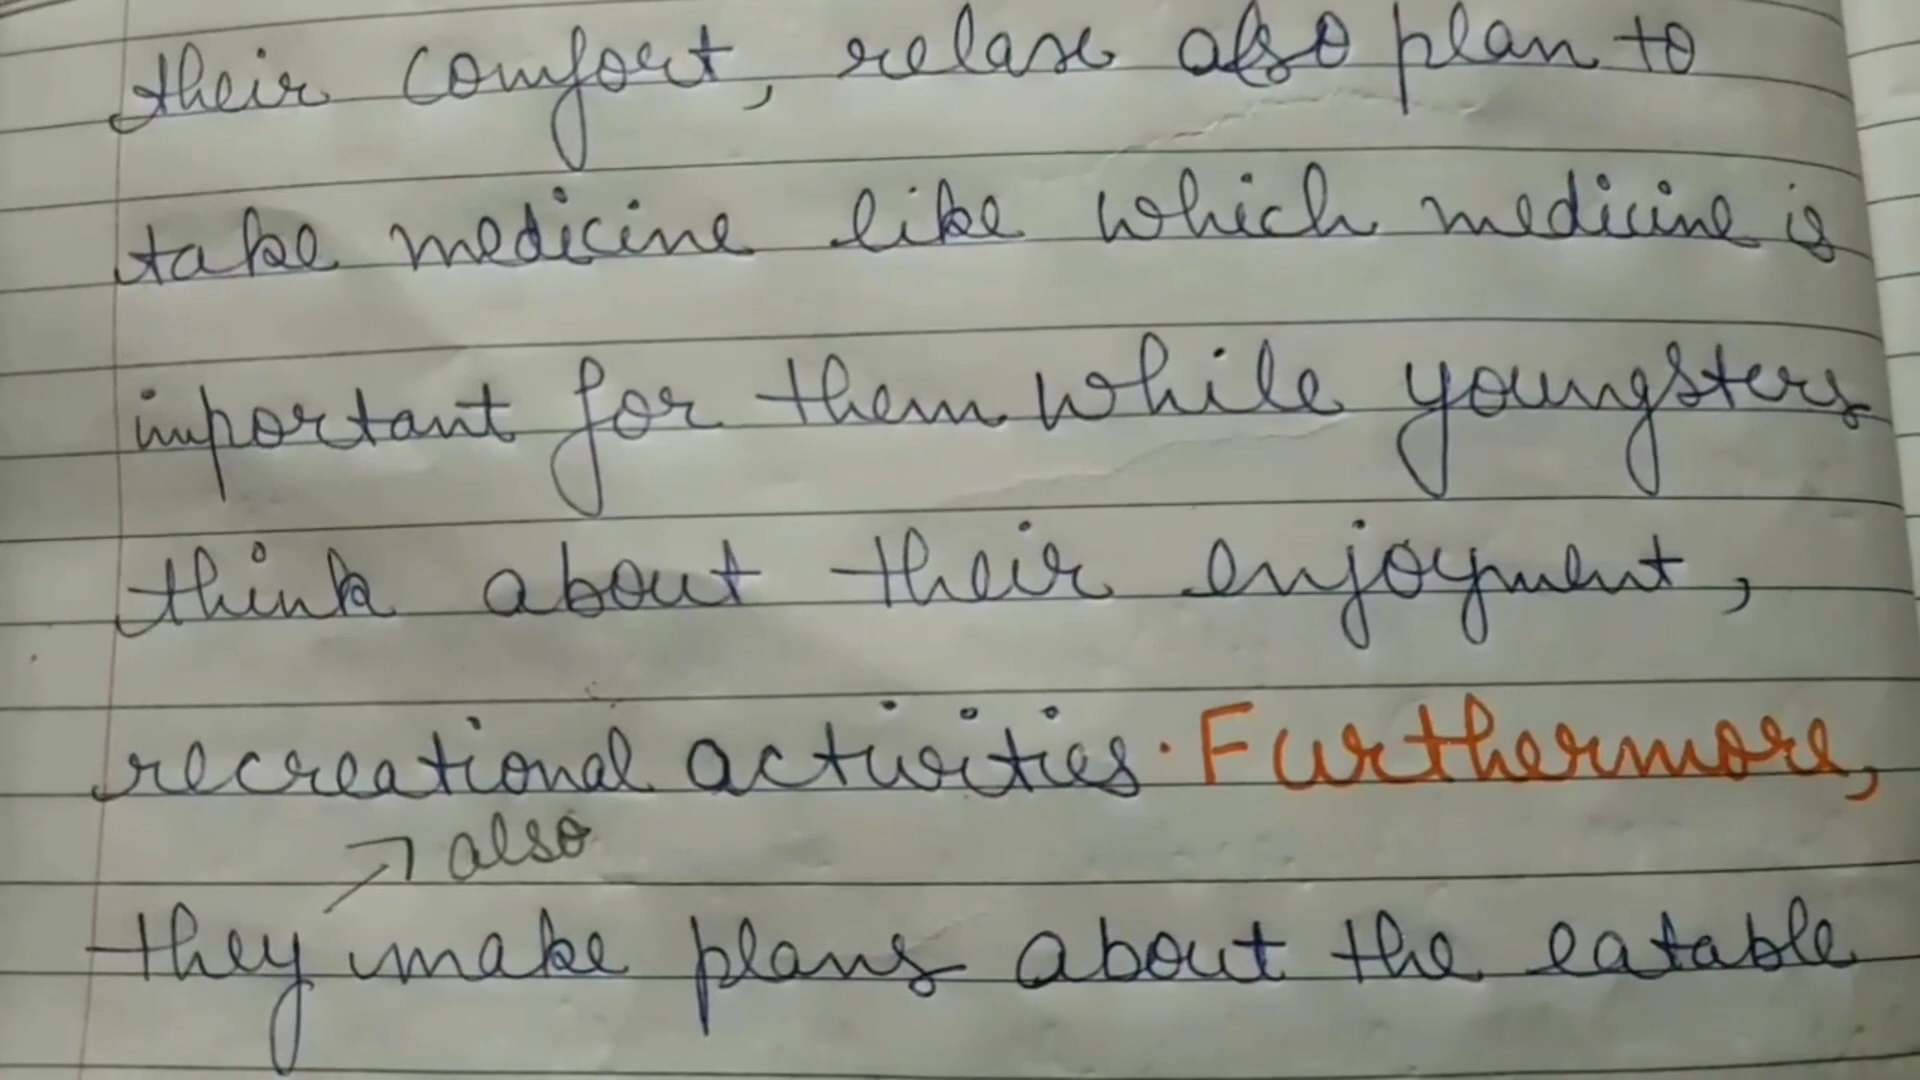 their comfort, relax also plan to
take medicine like which medicine is
important for them while youngsters
think about their enjoyment,
recreational activities. Furthermore,
also
they make plans about the eatable